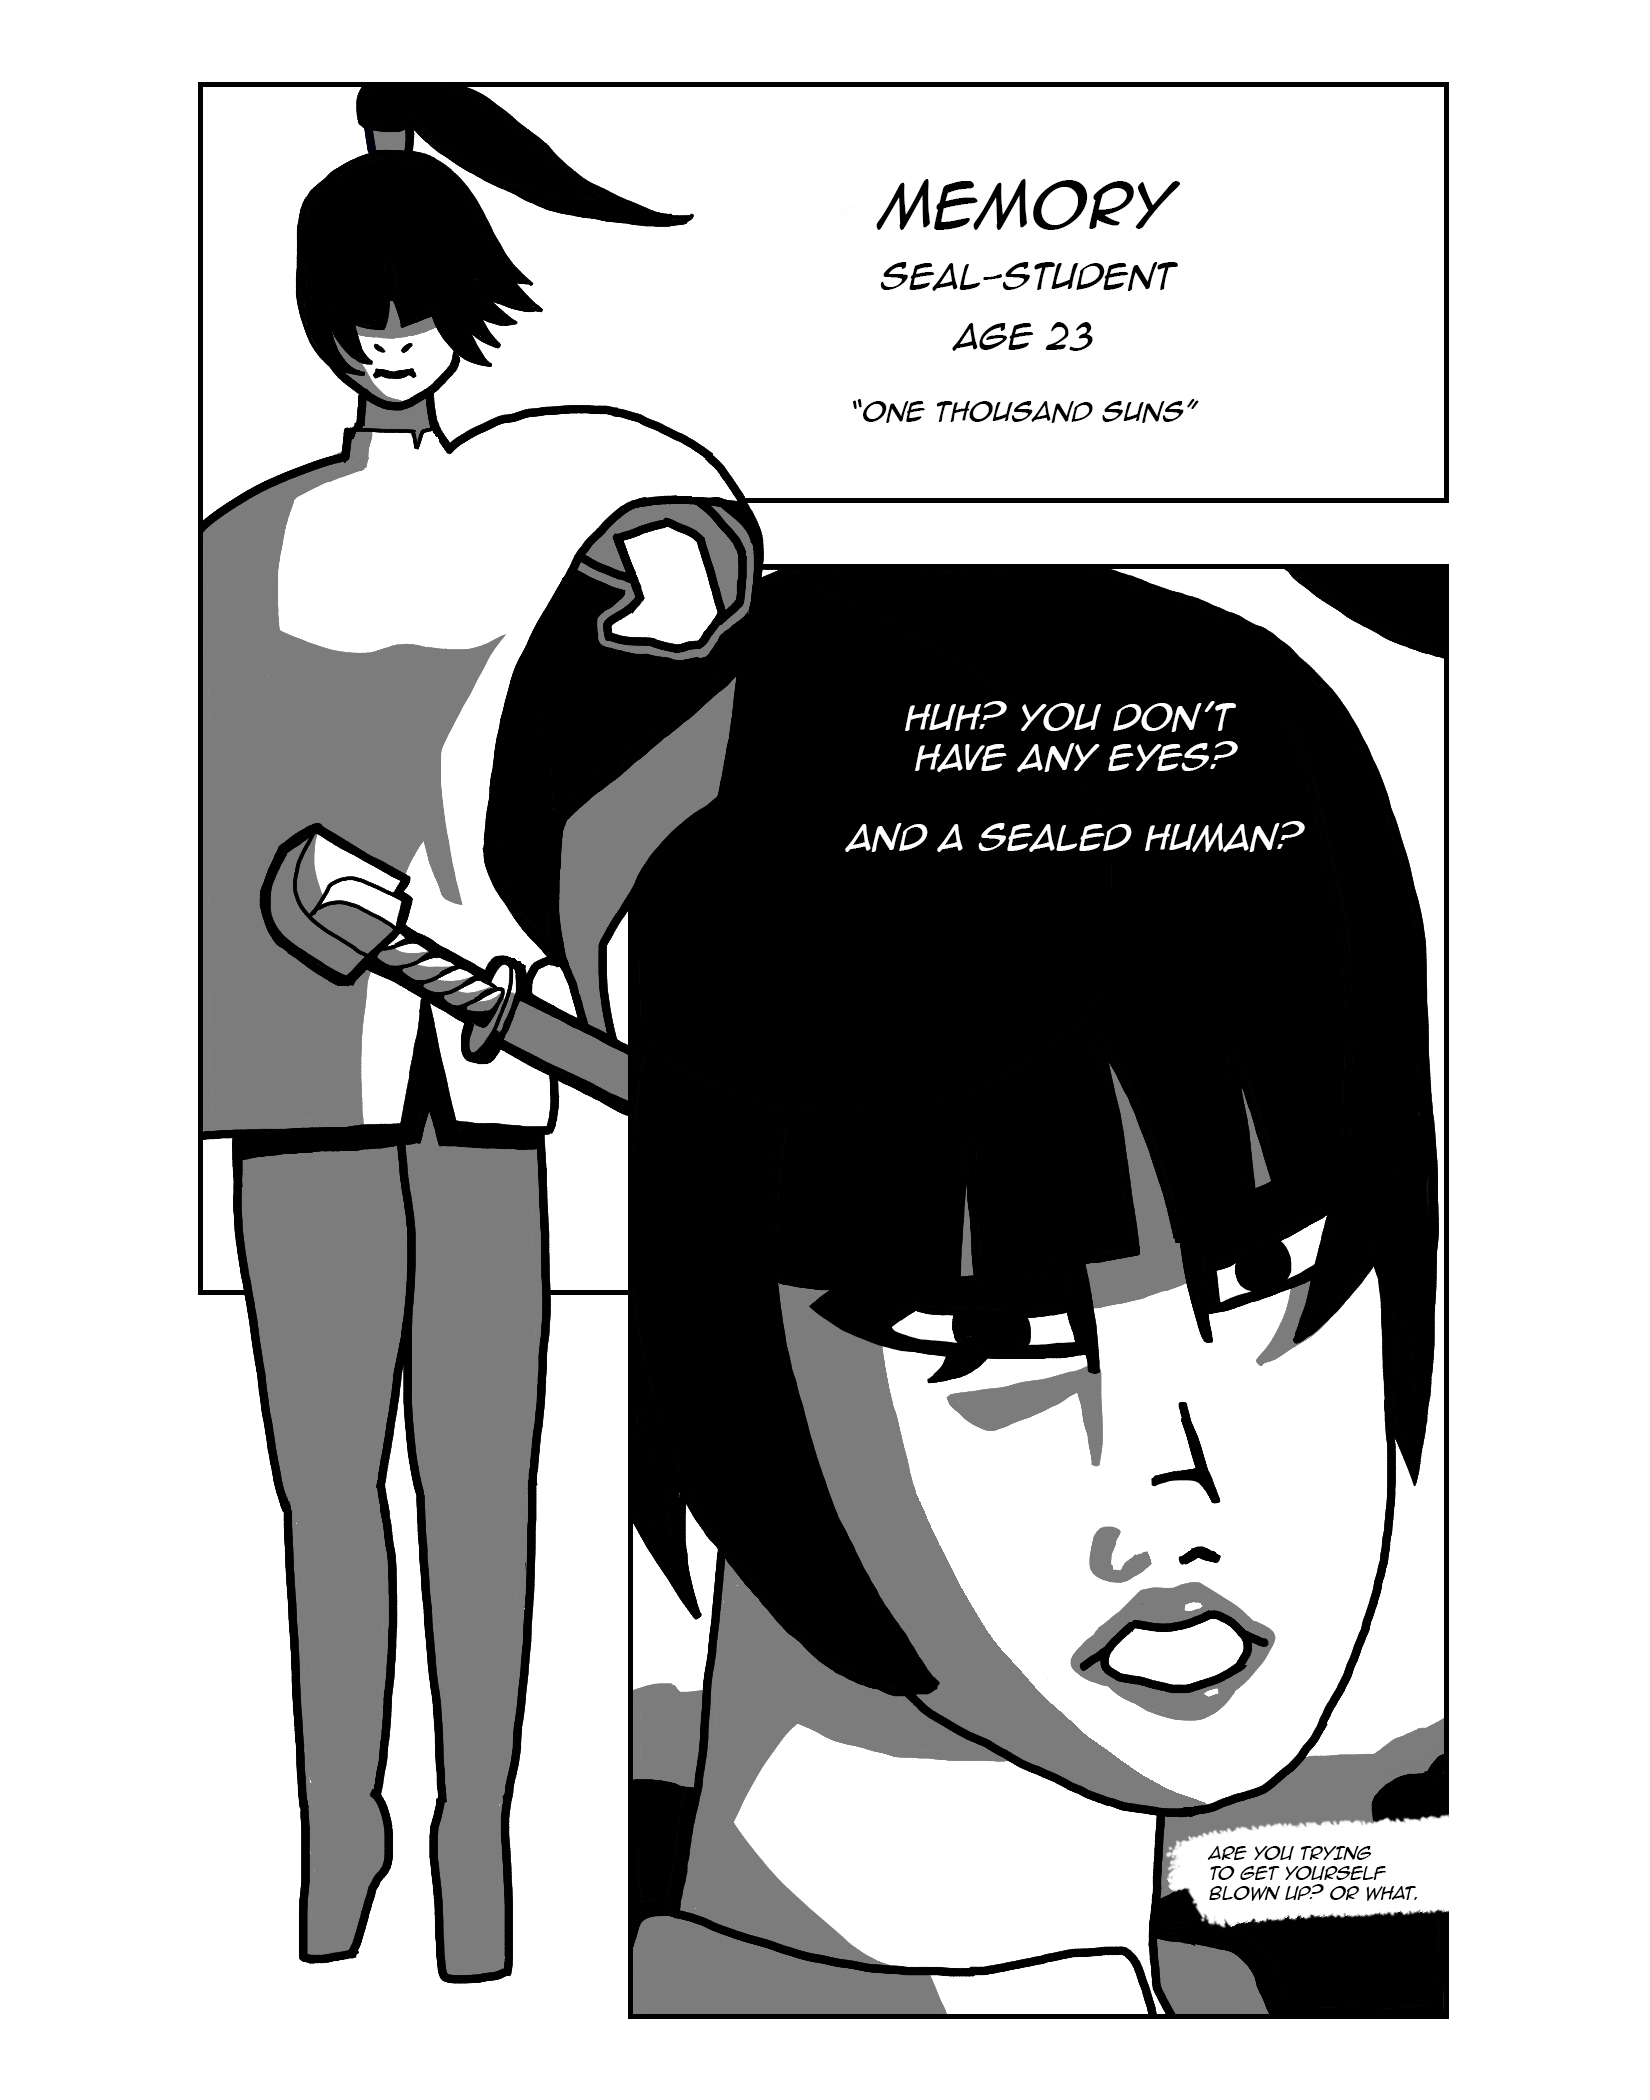 MEMORY
SEAL-STUDENT
AGE 23
"ONE THOUSAND SUNS"
HUH? YOU DON'T
HAVE ANY EYES?
AND A SEALED HUMAN?
ARE YOU TRYING
TO GET YOURSELF
BLOWN UP? OR WHAT.